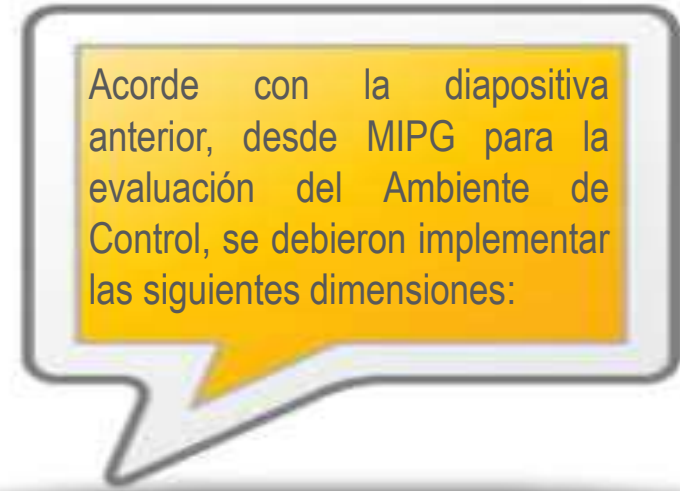 Acorde con la diapositiva
anterior, desde MIPG para la
evaluación del Ambiente de
Control, se debieron implementar
las siguientes dimensiones: